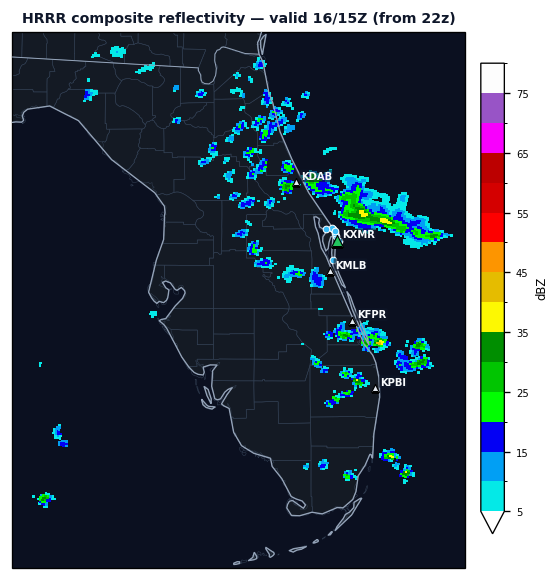 HRRR composite reflectivity — valid 16/15Z (from 22z)
KDAB
KXMR
KMLB
KFPR
KPBI
75
65
55
45
35
25
15
5
dBZ